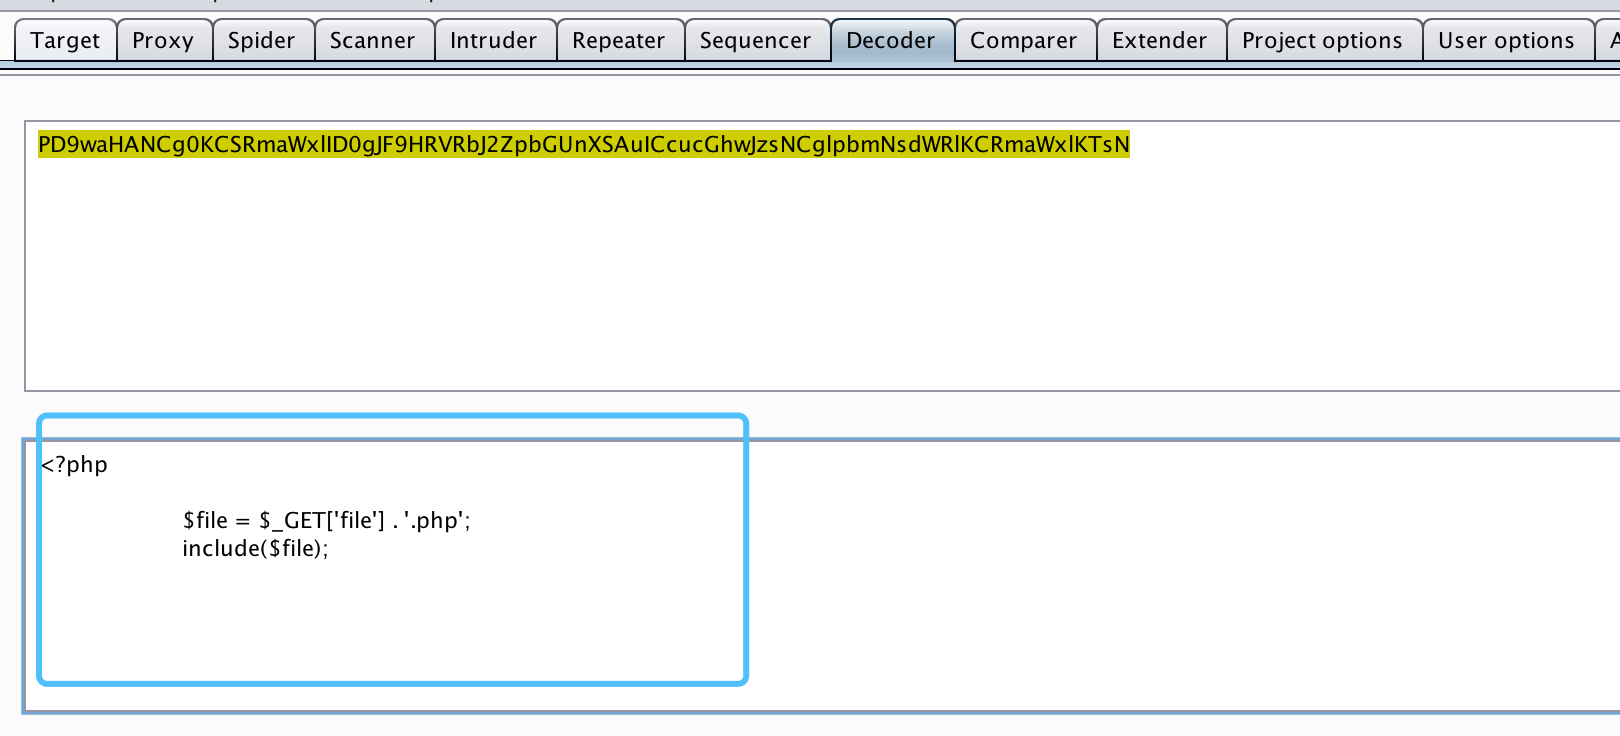 Target Proxy Spider Scanner Intruder Repeater Sequencer Decoder Comparer Extender Project options User options
PD9waHANCg0KCSRmaWxlID0gJF9HRVRbJ2ZpbGUnXSAuICcucGhwJzsNCglpbmNsdWRlKCRmaWxlKTsN
<?php
$file = $_GET['file'] . '.php';
include($file);